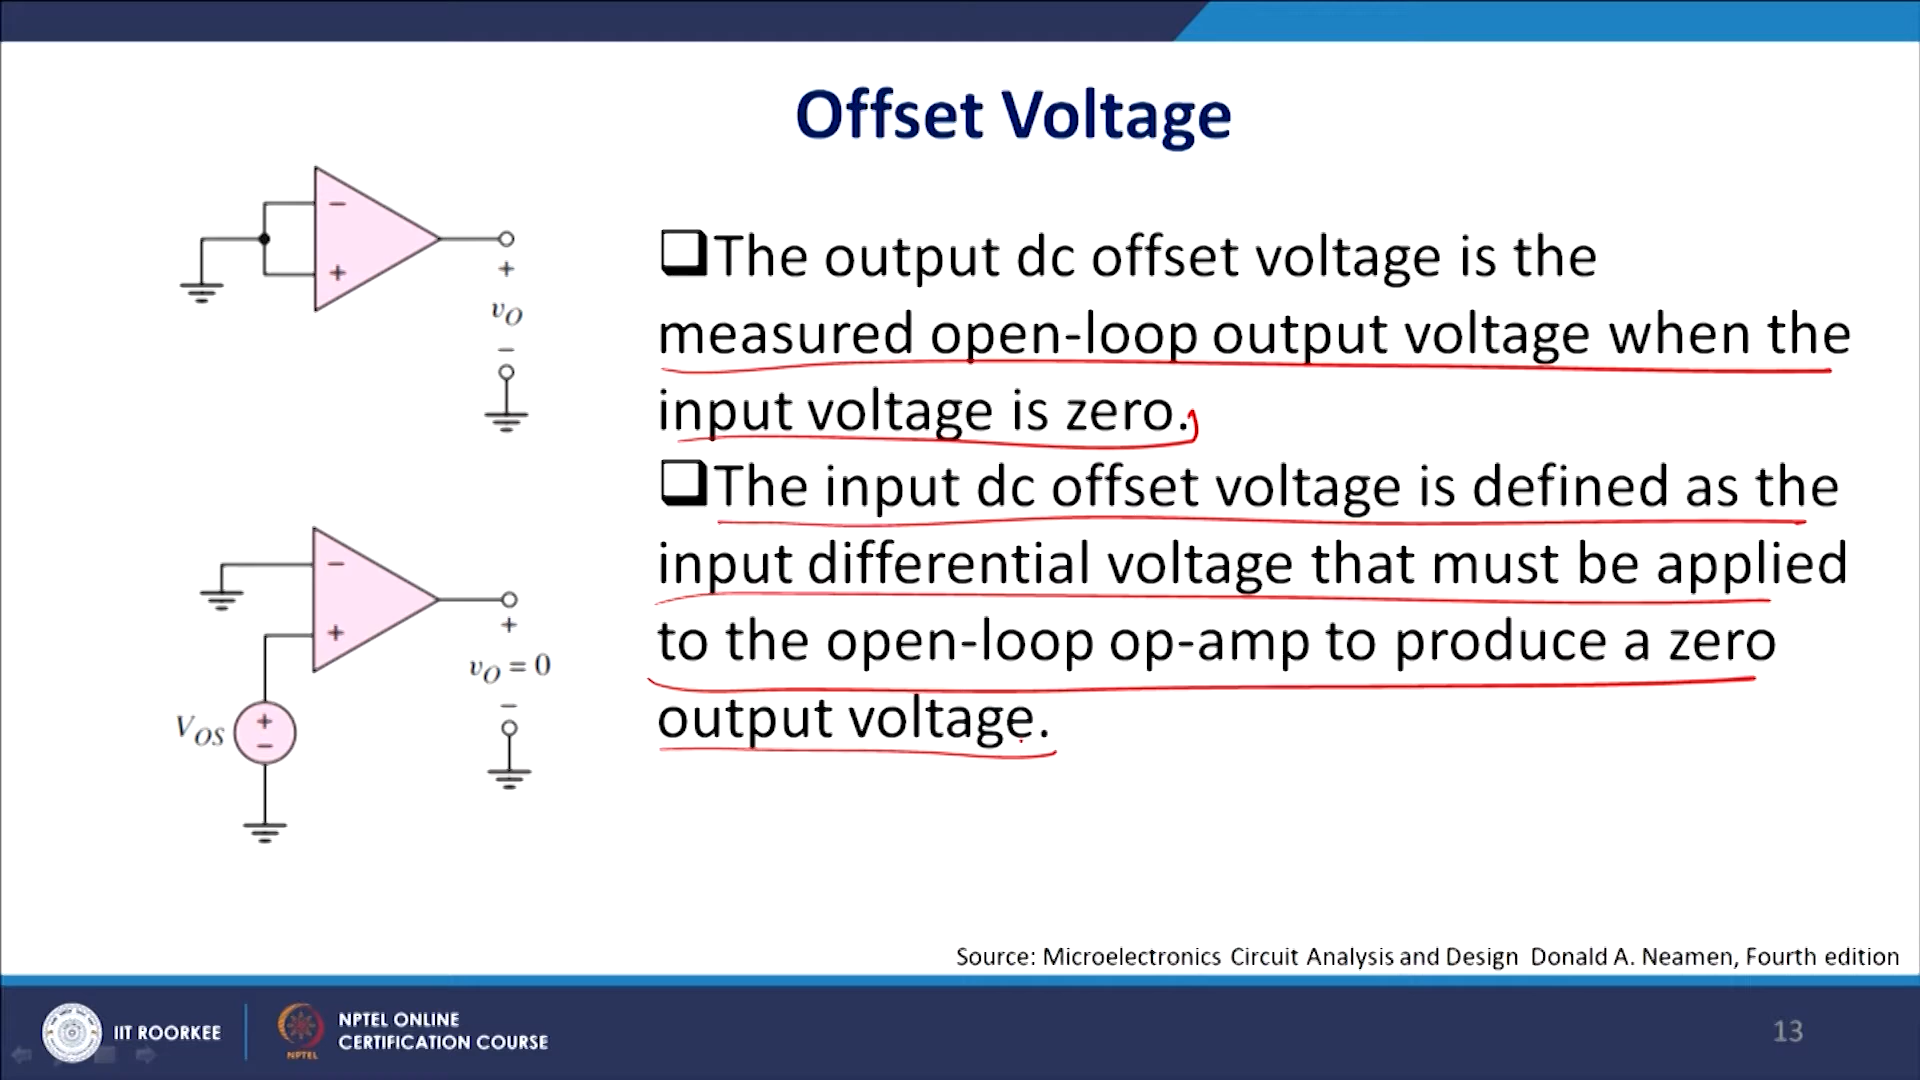 Offset Voltage
❑The output dc offset voltage is the
measured open-loop output voltage when the
input voltage is zero.
❑The input dc offset voltage is defined as the
input differential voltage that must be applied
to the open-loop op-amp to produce a zero
output voltage.
−
+
+
vO
−
−
+
+
vO = 0
−
VOS
+
−
Source: Microelectronics Circuit Analysis and Design Donald A. Neamen, Fourth edition
IIT ROORKEE
NPTEL
NPTEL ONLINE
CERTIFICATION COURSE
13